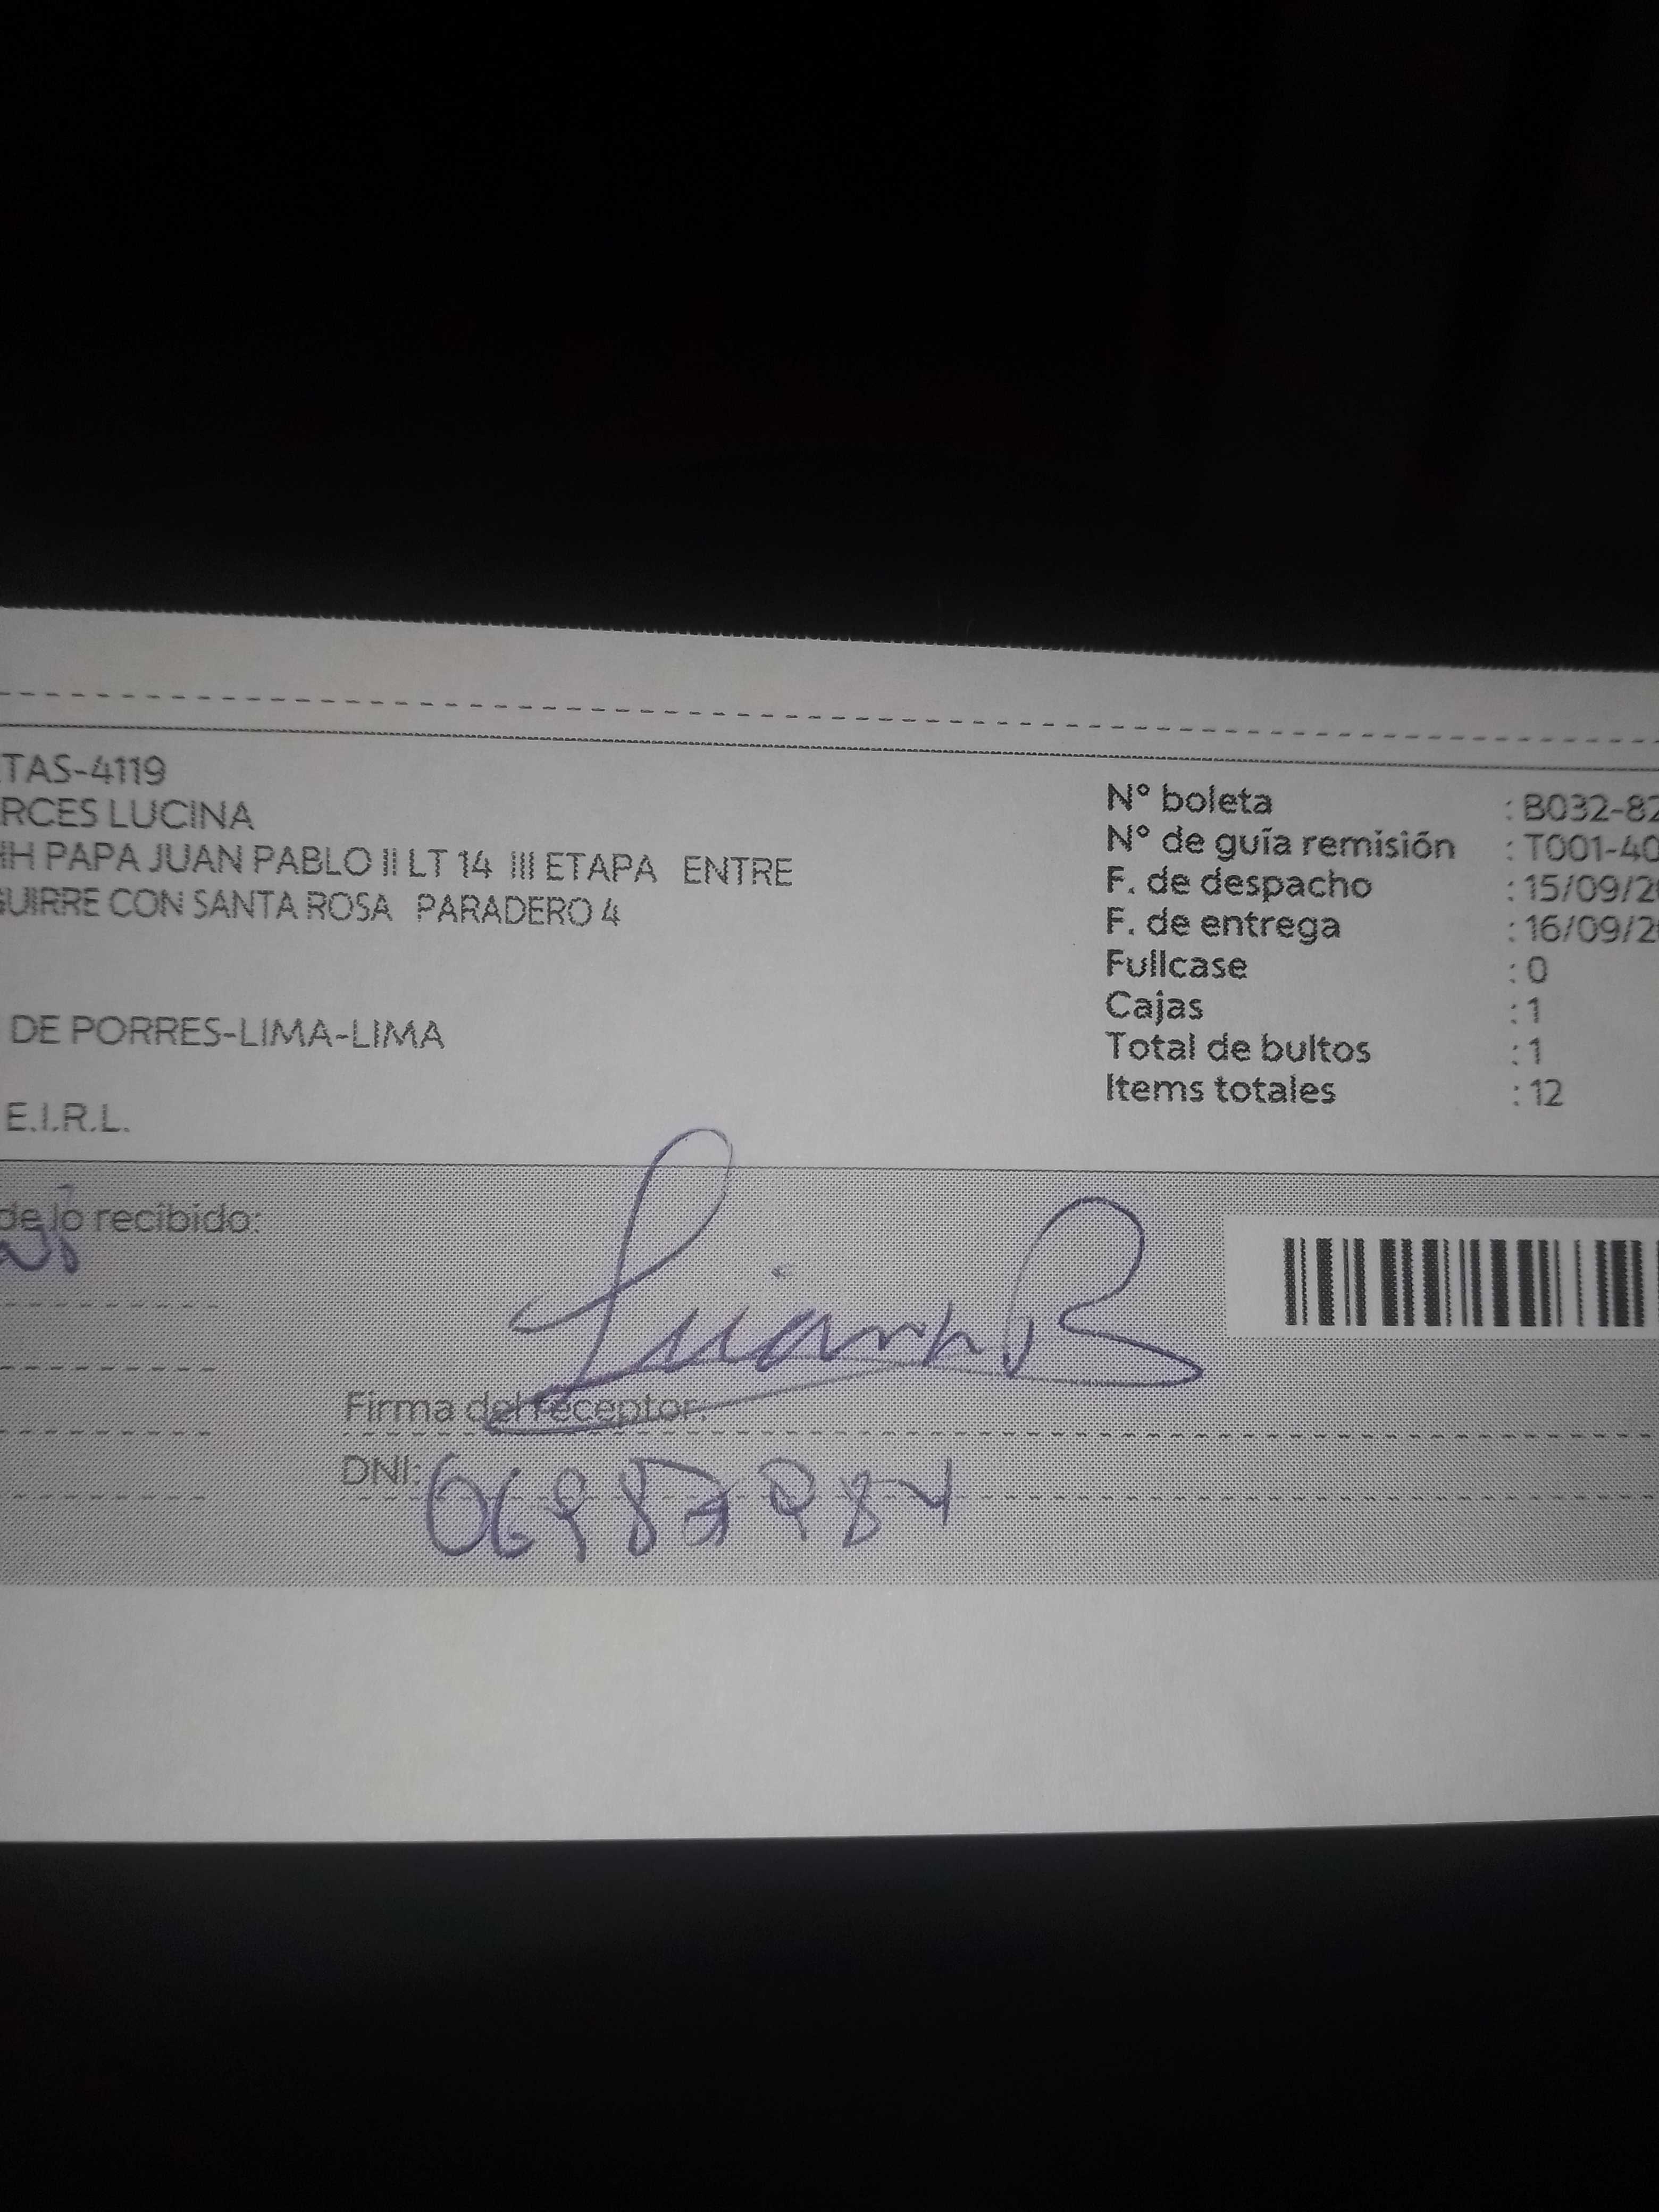 TAS-4119
RCES LUCINA
HH PAPA JUAN PABLO II LT 14 III ETAPA ENTRE
GUIRRE CON SANTA ROSA PARADERO 4
DE PORRES-LIMA-LIMA
E.I.R.L.
N° boleta : B032-82
N° de guía remisión : T001-40
F. de despacho : 15/09/2
F. de entrega : 16/09/2
Fullcase : 0
Cajas : 1
Total de bultos : 1
Items totales : 12
de lo recibido:
Firma del receptor:
DNI: